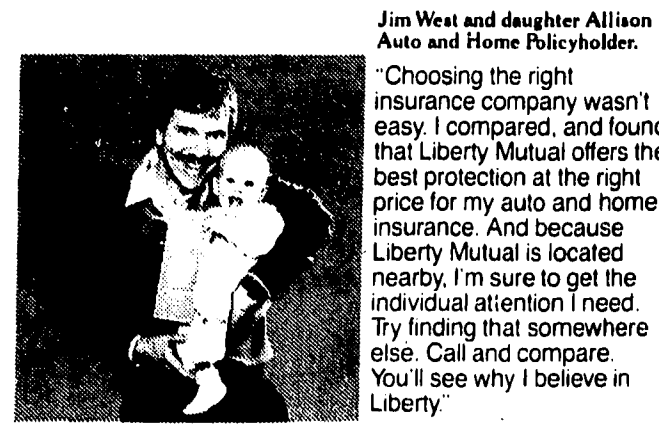 Jim West and daughter Allison
Auto and Home Policyholder.
"Choosing the right
insurance company wasn't
easy. I compared, and found
that Liberty Mutual offers the
best protection at the right
price for my auto and home
insurance. And because
Liberty Mutual is located
nearby, I'm sure to get the
individual attention I need.
Try finding that somewhere
else. Call and compare.
You'll see why I believe in
Liberty."